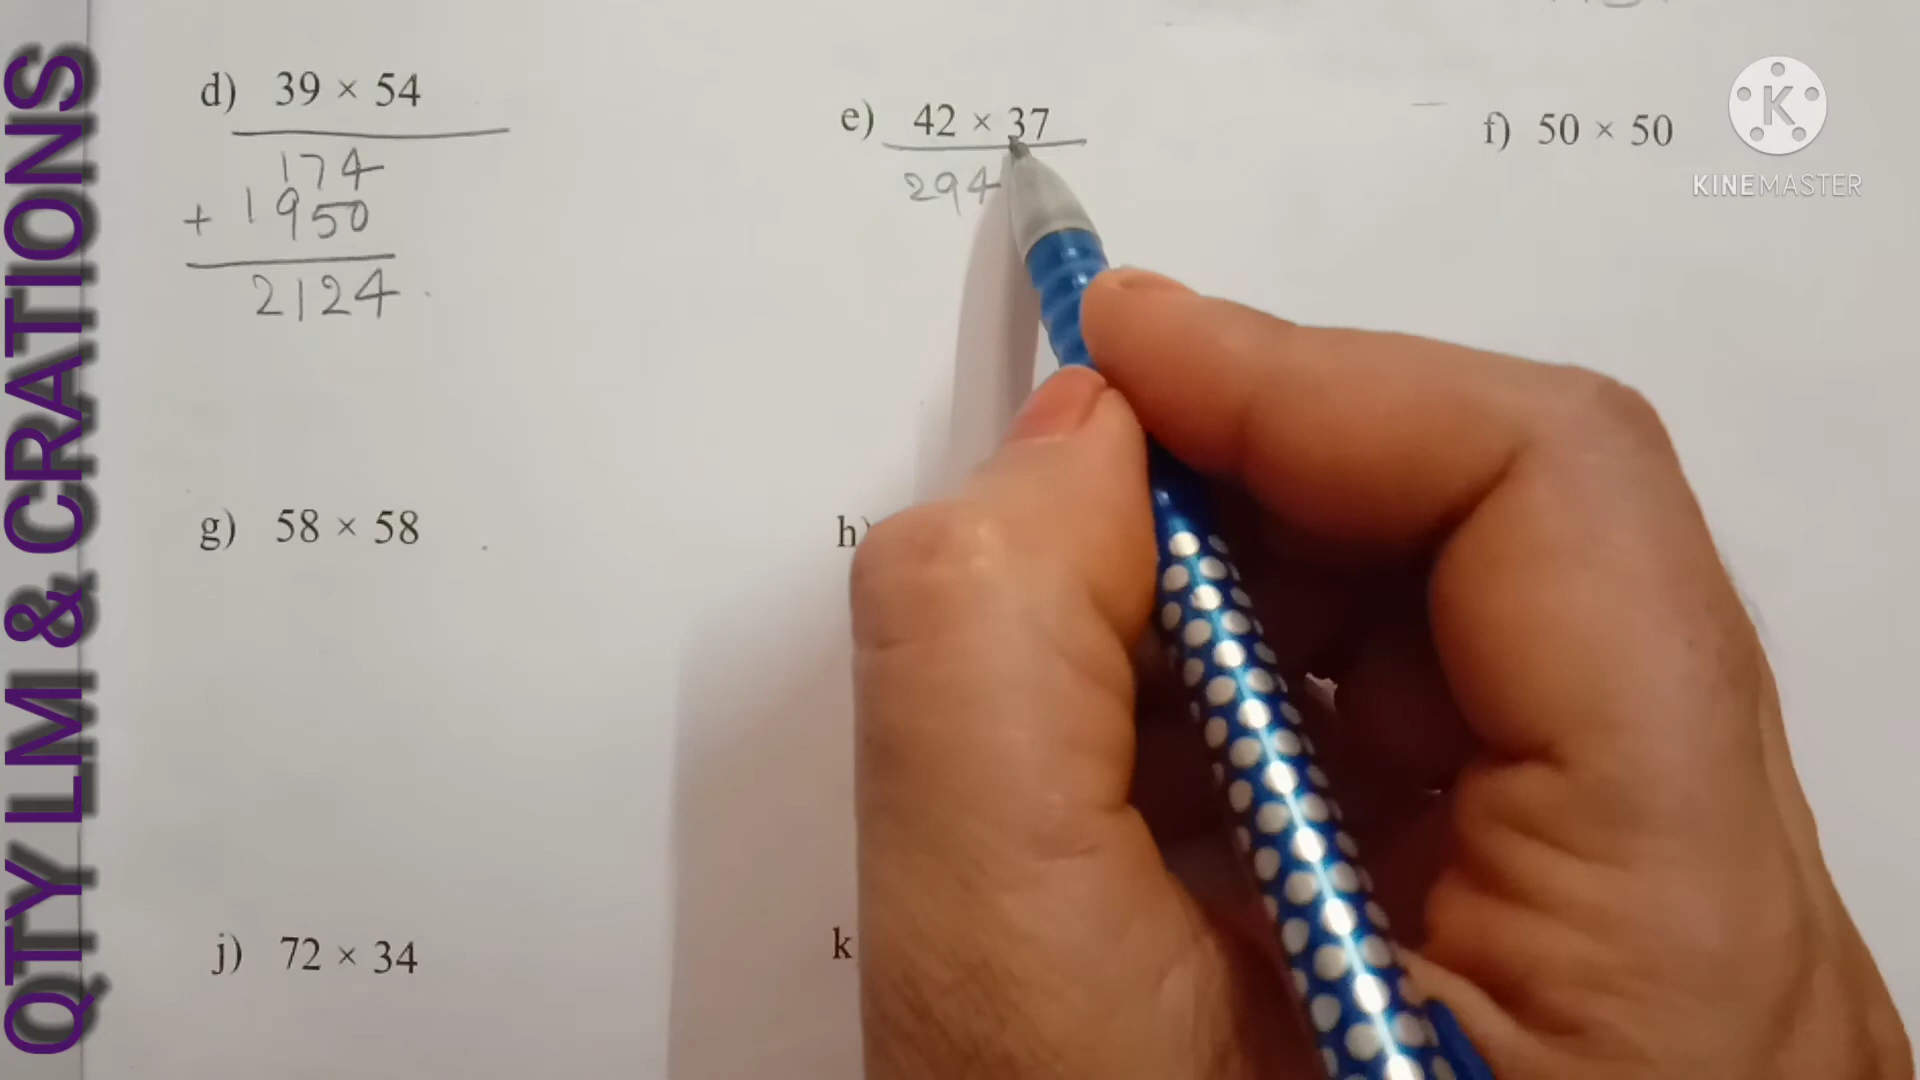 QTY LM & CRATIONS
d) 39 × 54
174
+ 1950
2124
e) 42 × 37
294
f) 50 × 50
KINEMASTER
g) 58 × 58
h)
j) 72 × 34
k